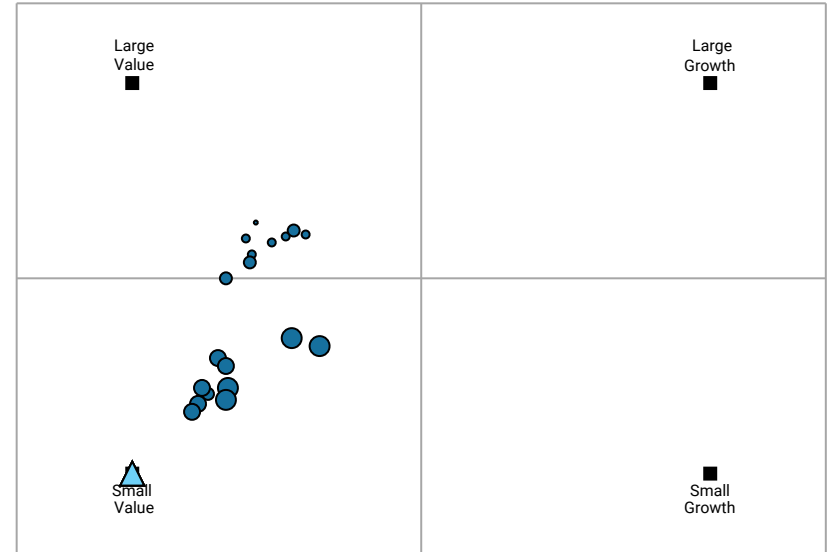 Large
Value
Large
Growth
Small
Value
Small
Growth